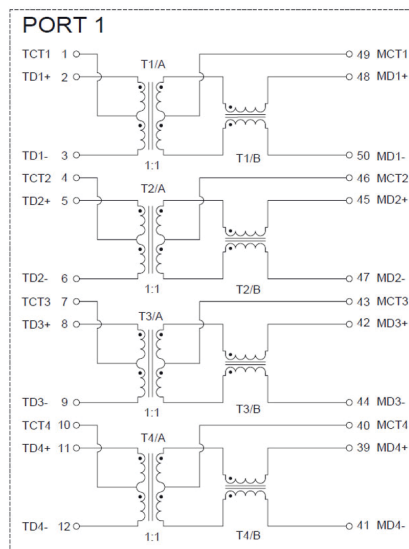 PORT 1
TCT1 1 49 MCT1
T1/A
TD1+ 2 48 MD1+
TD1- 3 50 MD1-
1:1 T1/B
TCT2 4 46 MCT2
T2/A
TD2+ 5 45 MD2+
TD2- 6 47 MD2-
1:1 T2/B
TCT3 7 43 MCT3
T3/A
TD3+ 8 42 MD3+
TD3- 9 44 MD3-
1:1 T3/B
TCT4 10 40 MCT4
T4/A
TD4+ 11 39 MD4+
TD4- 12 41 MD4-
1:1 T4/B